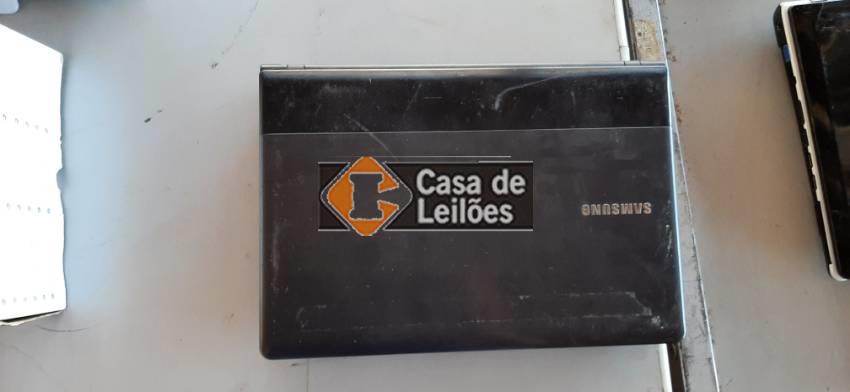 Casa de
Leilões
SAMSUNG